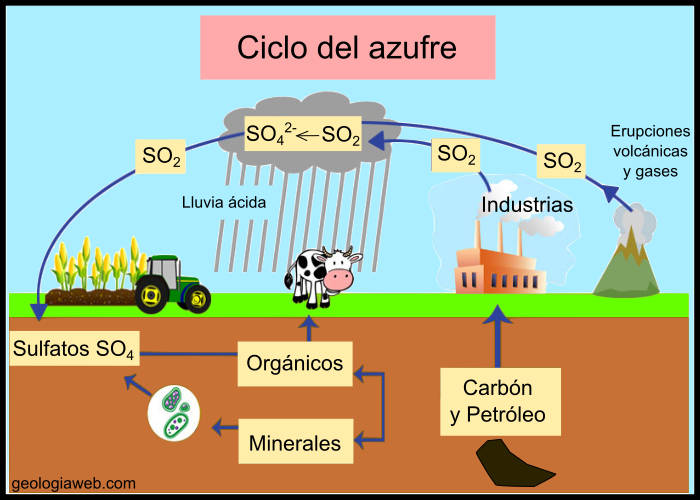 Ciclo del azufre
SO₄²⁻ ← SO₂
SO₂
SO₂
SO₂
Erupciones
volcánicas
y gases
Lluvia ácida
Industrias
Sulfatos SO₄
Orgánicos
Carbón
y Petróleo
Minerales
geologiaweb.com